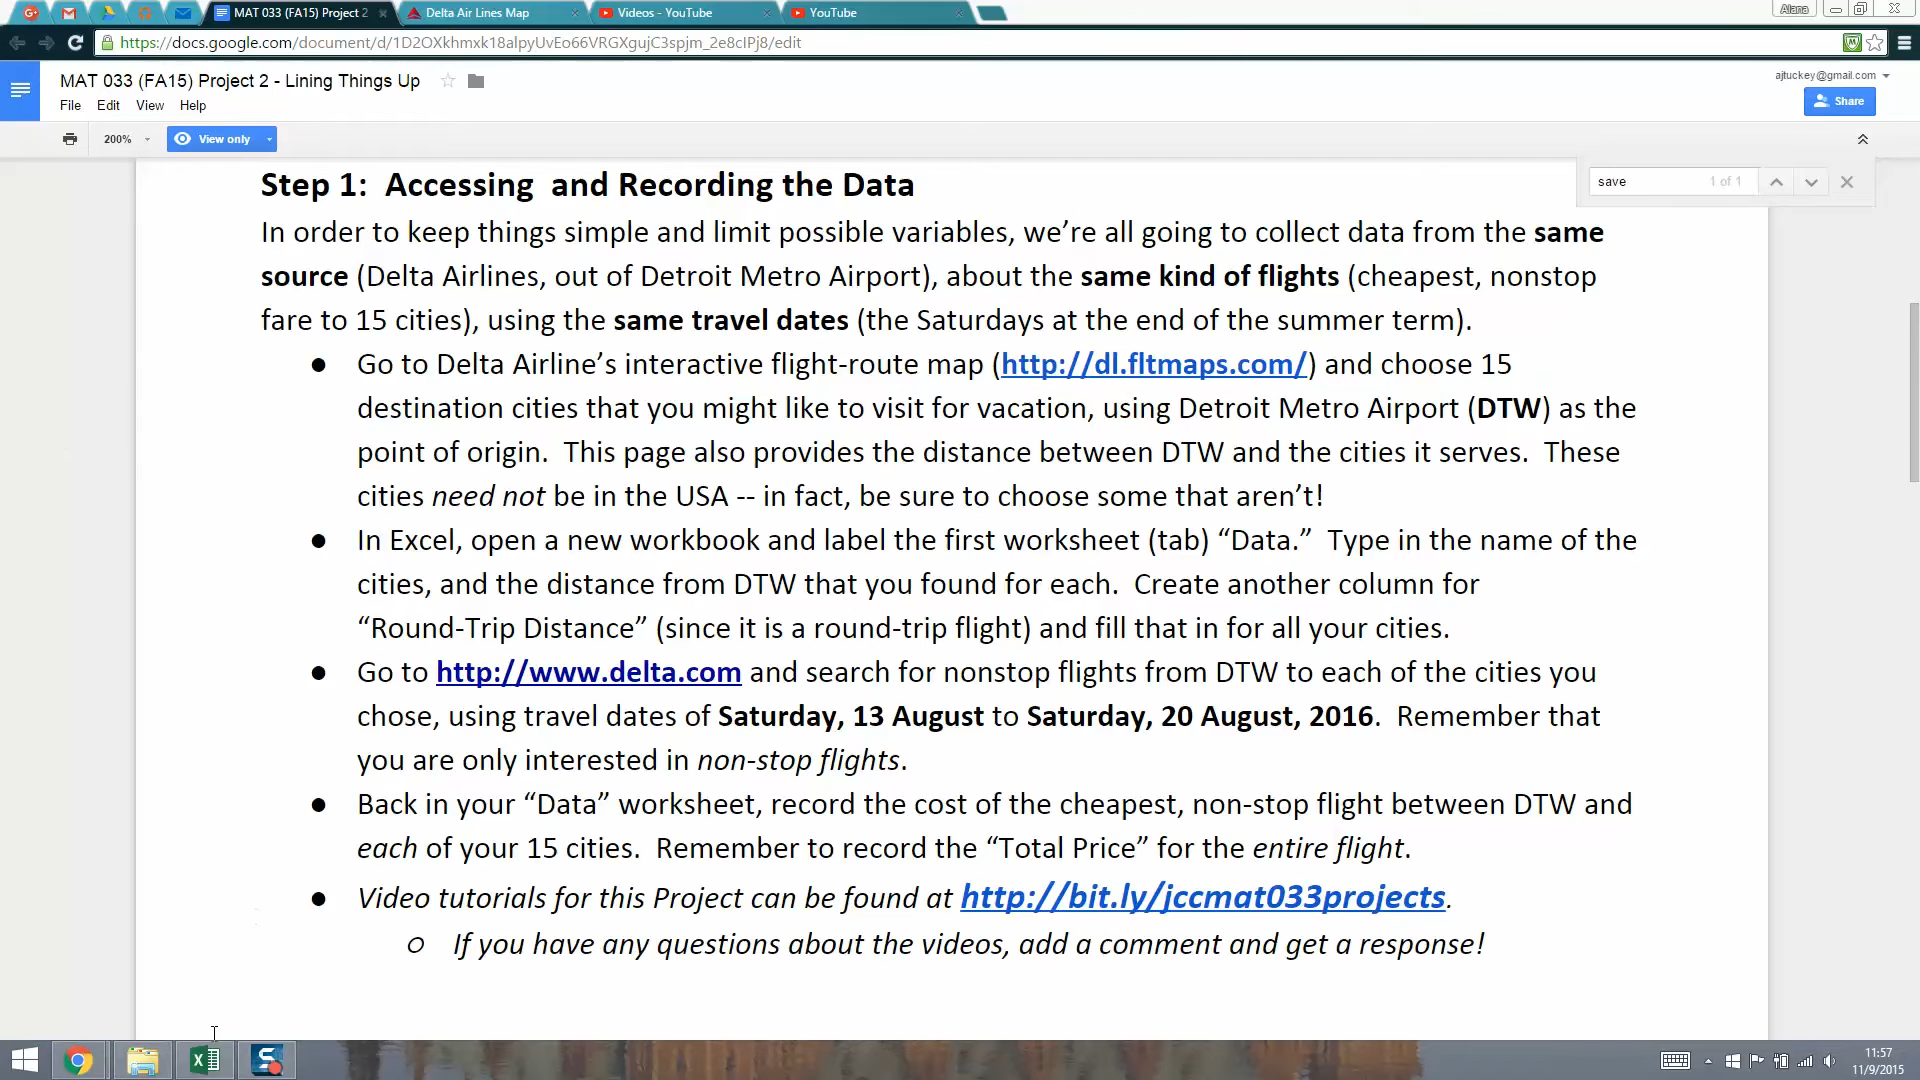 MAT 033 (FA15) Project 2
Delta Air Lines Map
Videos - YouTube
YouTube
Alana
https://docs.google.com/document/d/1D2OXkhmxk18alpyUvEo66VRGXgujC3spjm_2e8cIPj8/edit
MAT 033 (FA15) Project 2 - Lining Things Up
ajtuckey@gmail.com
File Edit View Help
Share
200%
View only
save 1 of 1
Step 1: Accessing and Recording the Data
In order to keep things simple and limit possible variables, we’re all going to collect data from the same
source (Delta Airlines, out of Detroit Metro Airport), about the same kind of flights (cheapest, nonstop
fare to 15 cities), using the same travel dates (the Saturdays at the end of the summer term).
● Go to Delta Airline’s interactive flight-route map (http://dl.fltmaps.com/) and choose 15
destination cities that you might like to visit for vacation, using Detroit Metro Airport (DTW) as the
point of origin. This page also provides the distance between DTW and the cities it serves. These
cities need not be in the USA -- in fact, be sure to choose some that aren’t!
● In Excel, open a new workbook and label the first worksheet (tab) “Data.” Type in the name of the
cities, and the distance from DTW that you found for each. Create another column for
“Round-Trip Distance” (since it is a round-trip flight) and fill that in for all your cities.
● Go to http://www.delta.com and search for nonstop flights from DTW to each of the cities you
chose, using travel dates of Saturday, 13 August to Saturday, 20 August, 2016. Remember that
you are only interested in non-stop flights.
● Back in your “Data” worksheet, record the cost of the cheapest, non-stop flight between DTW and
each of your 15 cities. Remember to record the “Total Price” for the entire flight.
● Video tutorials for this Project can be found at http://bit.ly/jccmat033projects.
○ If you have any questions about the videos, add a comment and get a response!
11:57
11/9/2015